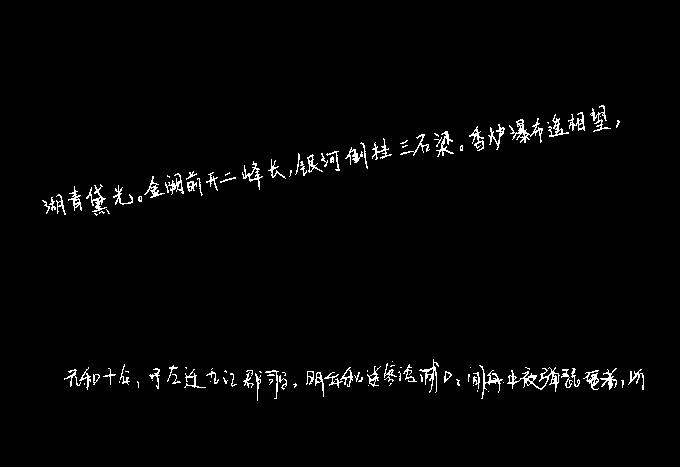 湖青黛光。金阙前开二峰长，银河倒挂三石梁。香炉瀑布遥相望，
元和十年，予左迁九江郡司马。明年秋，送客湓浦口，闻舟中夜弹琵琶者，听